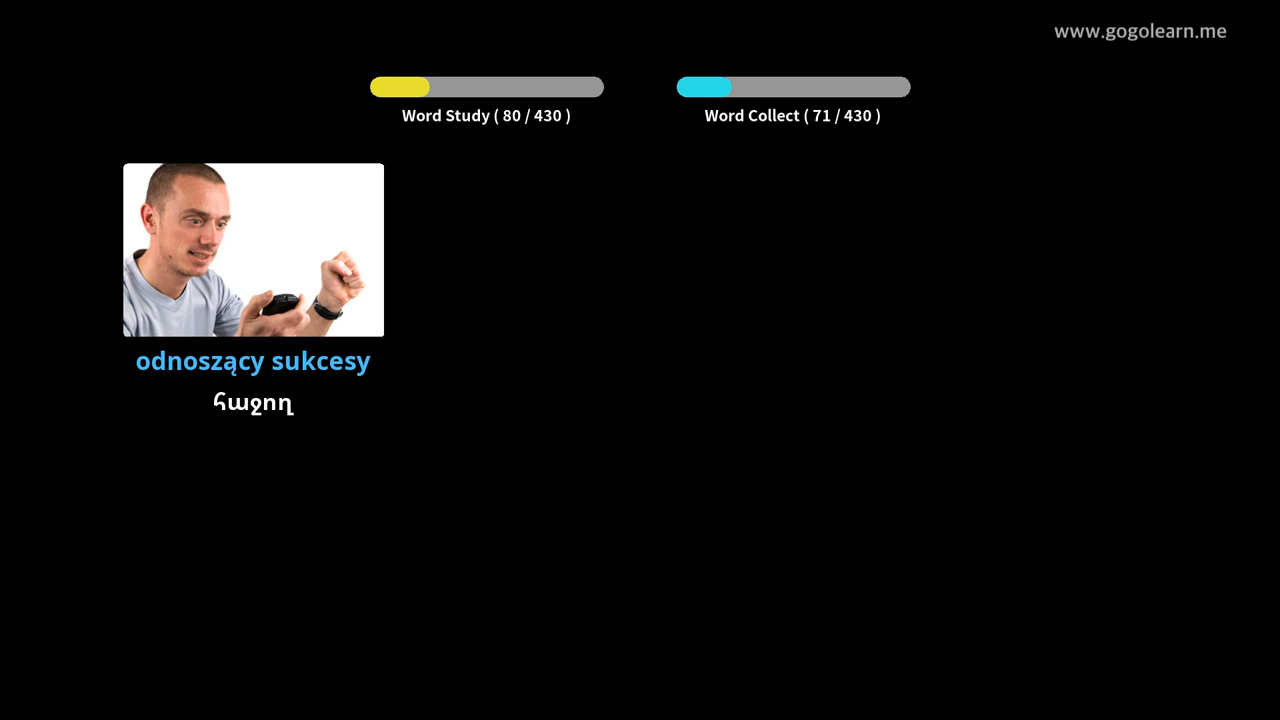 www.gogolearn.me
Word Study ( 80 / 430 )
Word Collect ( 71 / 430 )
odnoszący sukcesy
հաջող